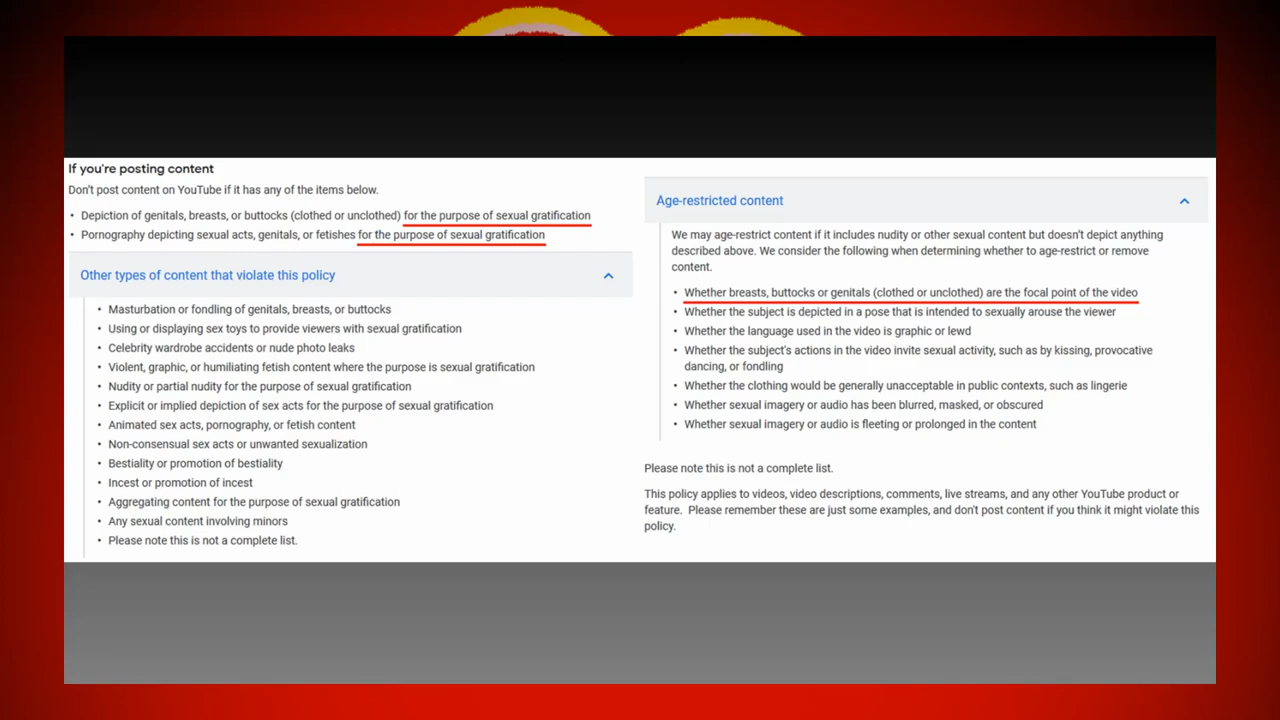 If you're posting content
Don't post content on YouTube if it has any of the items below.
• Depiction of genitals, breasts, or buttocks (clothed or unclothed) for the purpose of sexual gratification
• Pornography depicting sexual acts, genitals, or fetishes for the purpose of sexual gratification
Other types of content that violate this policy
• Masturbation or fondling of genitals, breasts, or buttocks
• Using or displaying sex toys to provide viewers with sexual gratification
• Celebrity wardrobe accidents or nude photo leaks
• Violent, graphic, or humiliating fetish content where the purpose is sexual gratification
• Nudity or partial nudity for the purpose of sexual gratification
• Explicit or implied depiction of sex acts for the purpose of sexual gratification
• Animated sex acts, pornography, or fetish content
• Non-consensual sex acts or unwanted sexualization
• Bestiality or promotion of bestiality
• Incest or promotion of incest
• Aggregating content for the purpose of sexual gratification
• Any sexual content involving minors
• Please note this is not a complete list.
Age-restricted content
We may age-restrict content if it includes nudity or other sexual content but doesn't depict anything
described above. We consider the following when determining whether to age-restrict or remove
content.
• Whether breasts, buttocks or genitals (clothed or unclothed) are the focal point of the video
• Whether the subject is depicted in a pose that is intended to sexually arouse the viewer
• Whether the language used in the video is graphic or lewd
• Whether the subject's actions in the video invite sexual activity, such as by kissing, provocative
dancing, or fondling
• Whether the clothing would be generally unacceptable in public contexts, such as lingerie
• Whether sexual imagery or audio has been blurred, masked, or obscured
• Whether sexual imagery or audio is fleeting or prolonged in the content
Please note this is not a complete list.
This policy applies to videos, video descriptions, comments, live streams, and any other YouTube product or
feature.  Please remember these are just some examples, and don't post content if you think it might violate this
policy.